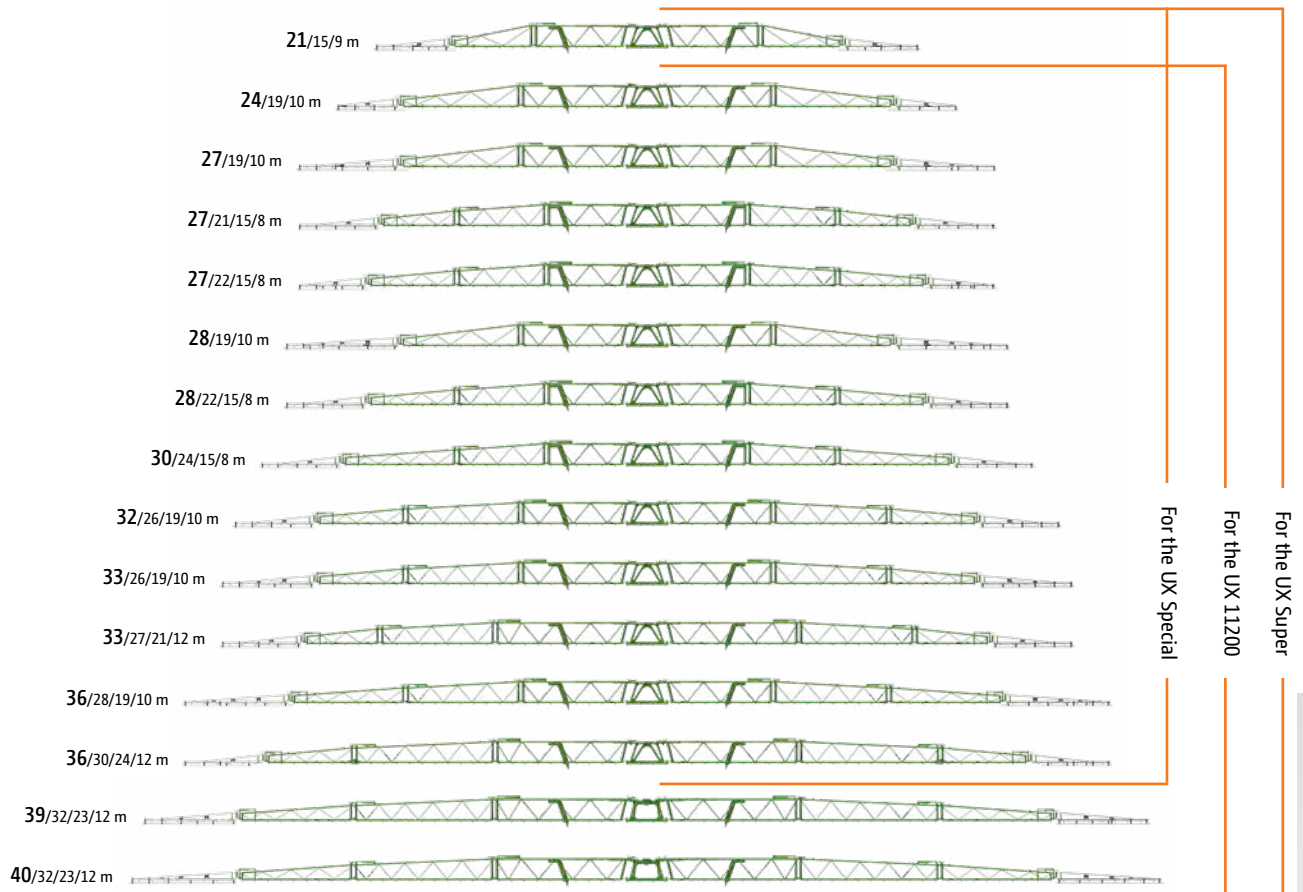 21/15/9 m
24/19/10 m
27/19/10 m
27/21/15/8 m
27/22/15/8 m
28/19/10 m
28/22/15/8 m
30/24/15/8 m
32/26/19/10 m
33/26/19/10 m
33/27/21/12 m
36/28/19/10 m
36/30/24/12 m
39/32/23/12 m
40/32/23/12 m
For the UX Special
For the UX 11200
For the UX Super